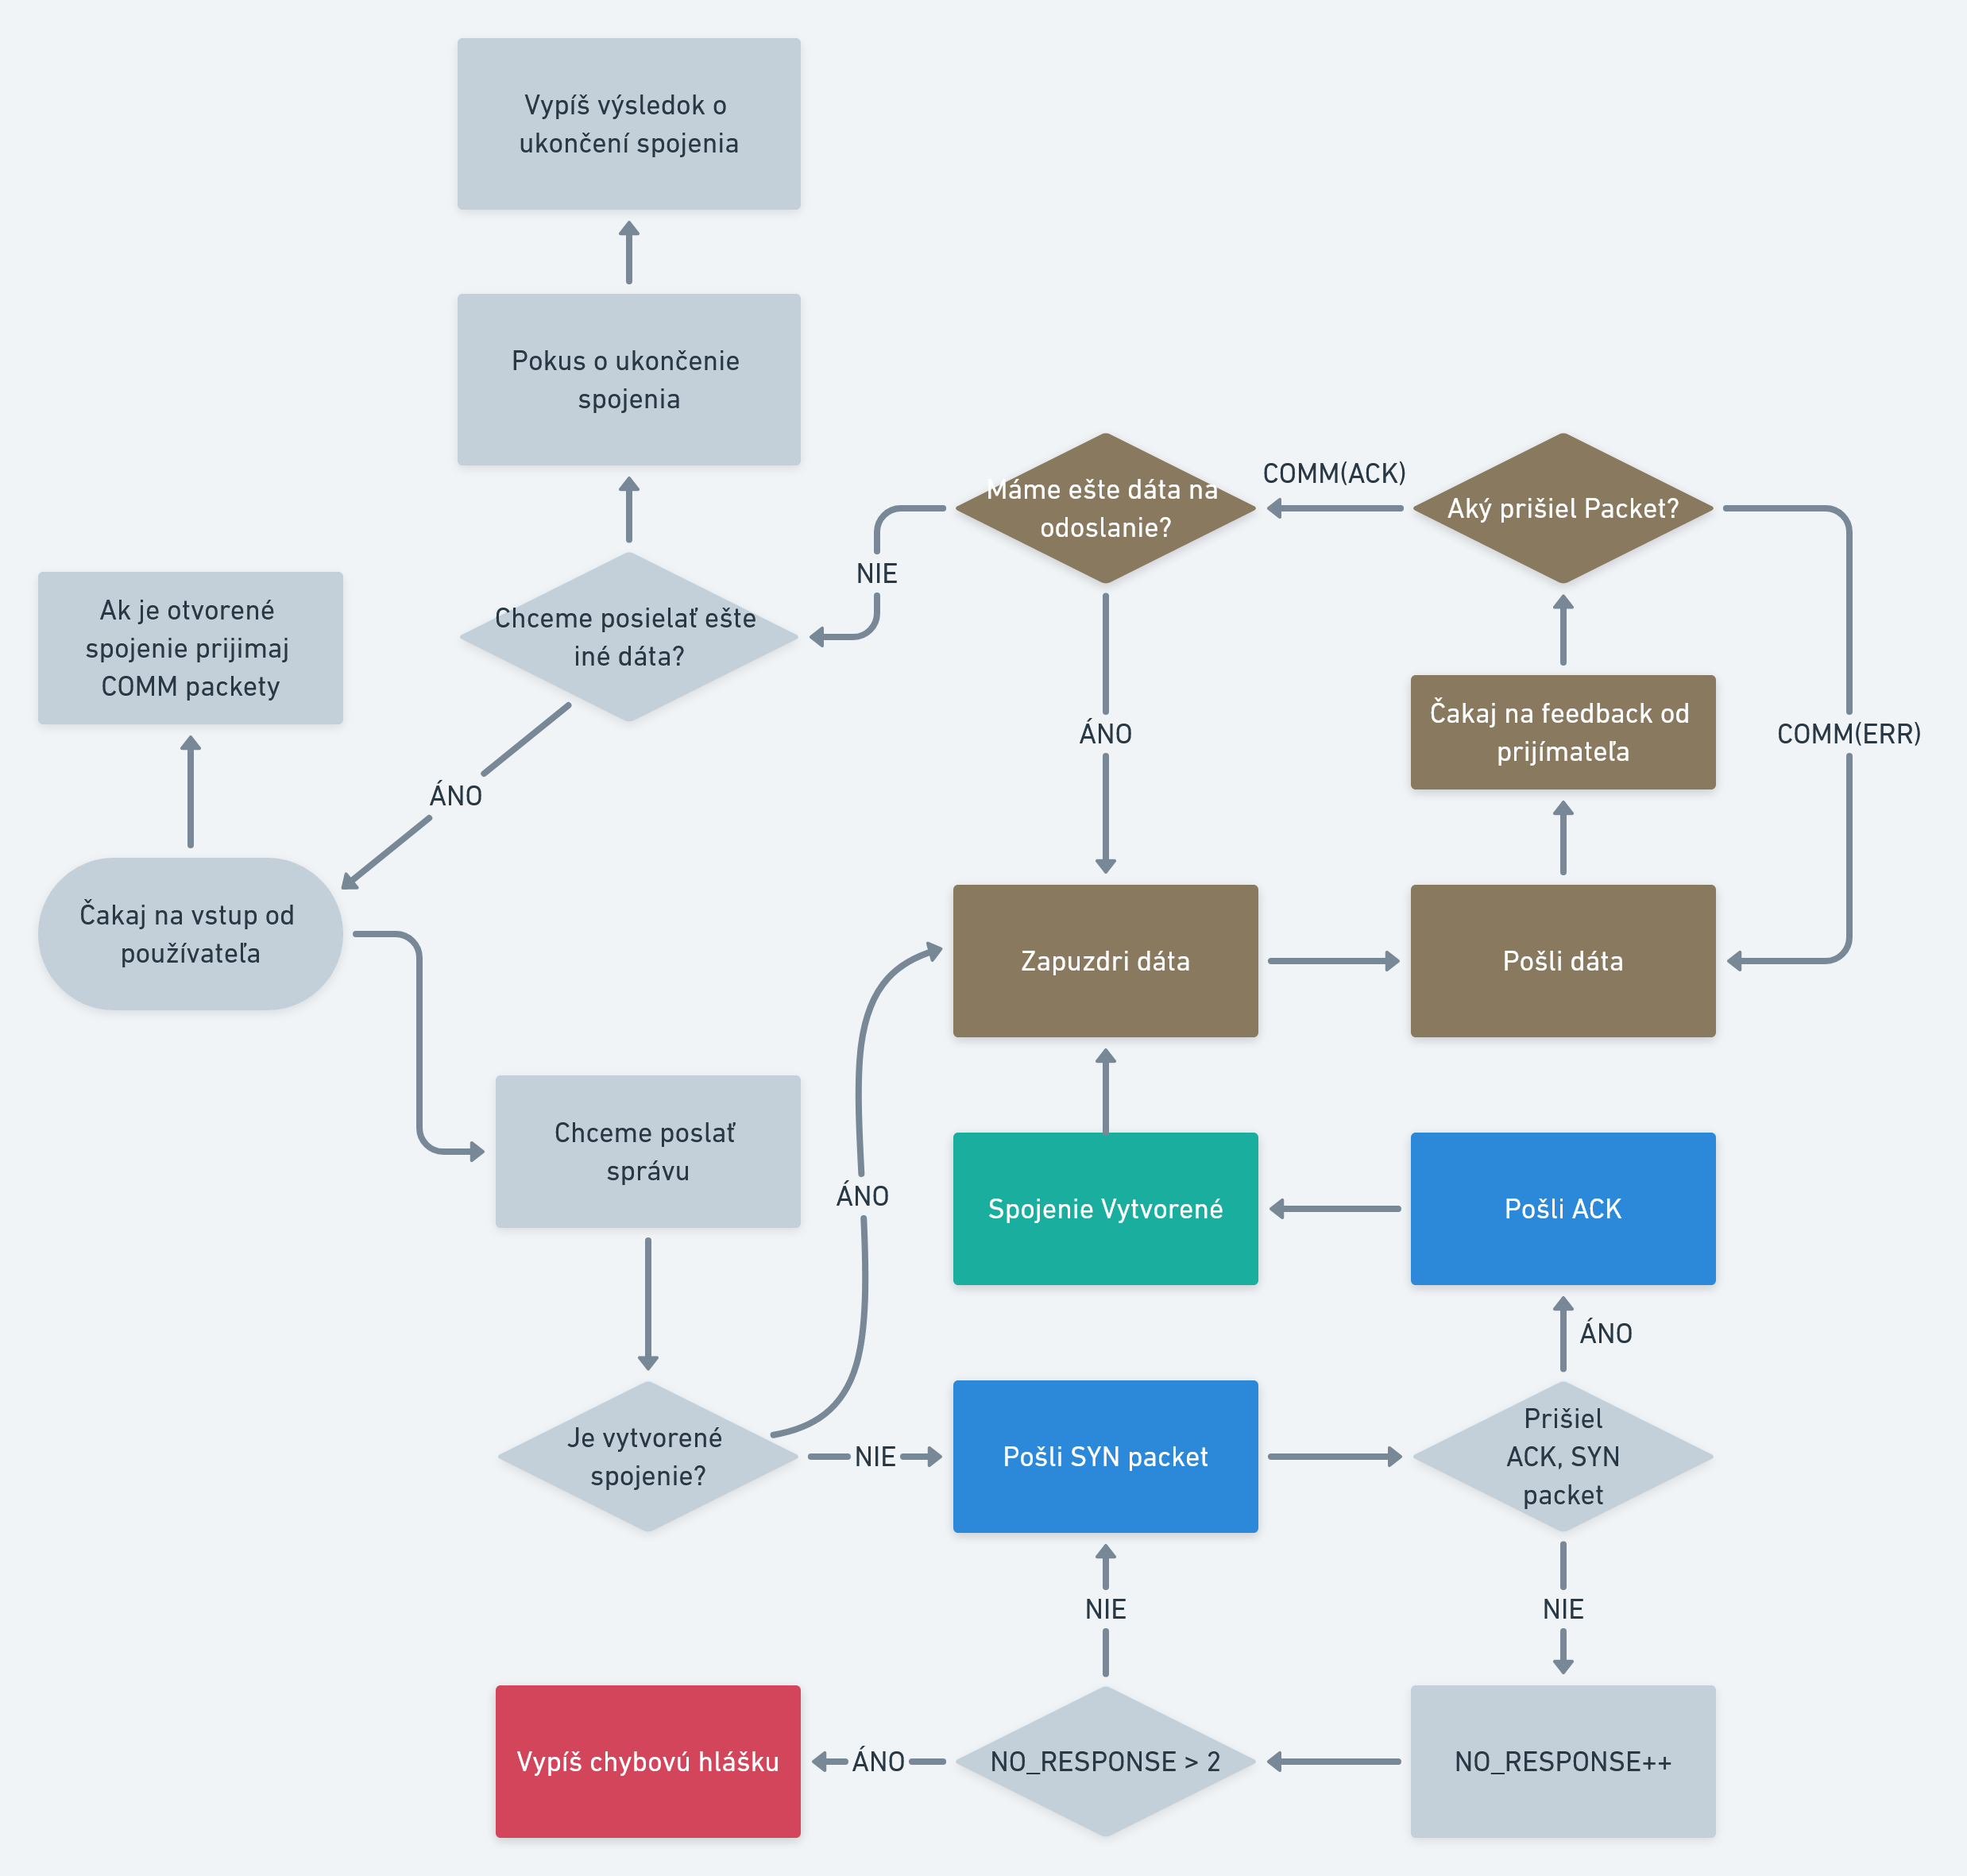 Vypíš výsledok o
ukončení spojenia
Pokus o ukončenie
spojenia
COMM(ACK)
Máme ešte dáta na
odoslanie?
Aký prišiel Packet?
NIE
Chceme posielať ešte
iné dáta?
Ak je otvorené
spojenie prijimaj
COMM packety
ÁNO
Čakaj na feedback od
prijímateľa
COMM(ERR)
ÁNO
Čakaj na vstup od
používateľa
Zapuzdri dáta
Pošli dáta
Chceme poslať
správu
ÁNO
Spojenie Vytvorené
Pošli ACK
ÁNO
Je vytvorené
spojenie?
NIE
Pošli SYN packet
Prišiel
ACK, SYN
packet
NIE
NIE
Vypíš chybovú hlášku
ÁNO
NO_RESPONSE > 2
NO_RESPONSE++